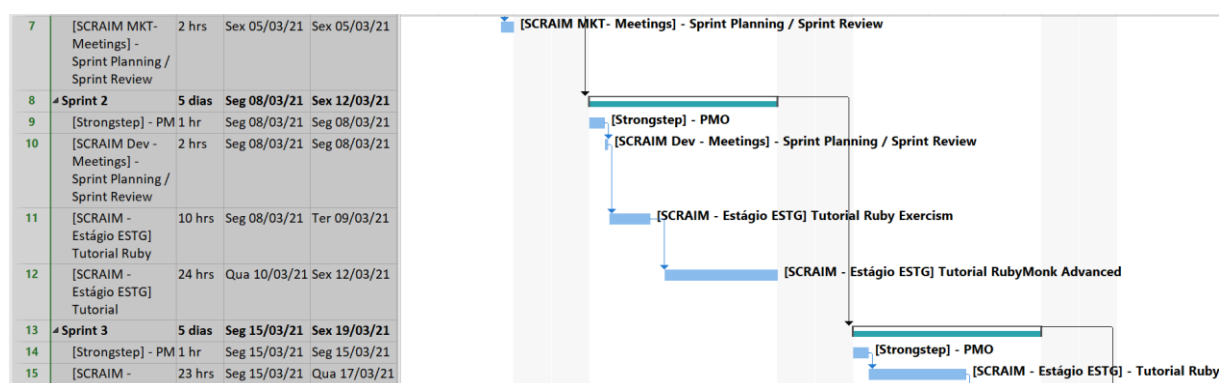 7 [SCRAIM MKT- 2 hrs Sex 05/03/21 Sex 05/03/21 [SCRAIM MKT- Meetings] - Sprint Planning / Sprint Review
Meetings] -
Sprint Planning /
Sprint Review
8 Sprint 2 5 dias Seg 08/03/21 Sex 12/03/21
9 [Strongstep] - PM 1 hr Seg 08/03/21 Seg 08/03/21 [Strongstep] - PMO
10 [SCRAIM Dev - 2 hrs Seg 08/03/21 Seg 08/03/21 [SCRAIM Dev - Meetings] - Sprint Planning / Sprint Review
Meetings] -
Sprint Planning /
Sprint Review
11 [SCRAIM - 10 hrs Seg 08/03/21 Ter 09/03/21 [SCRAIM - Estágio ESTG] Tutorial Ruby Exercism
Estágio ESTG]
Tutorial Ruby
12 [SCRAIM - 24 hrs Qua 10/03/21 Sex 12/03/21 [SCRAIM - Estágio ESTG] Tutorial RubyMonk Advanced
Estágio ESTG]
Tutorial
13 Sprint 3 5 dias Seg 15/03/21 Sex 19/03/21
14 [Strongstep] - PM 1 hr Seg 15/03/21 Seg 15/03/21 [Strongstep] - PMO
15 [SCRAIM - 23 hrs Seg 15/03/21 Qua 17/03/21 [SCRAIM - Estágio ESTG] - Tutorial Ruby